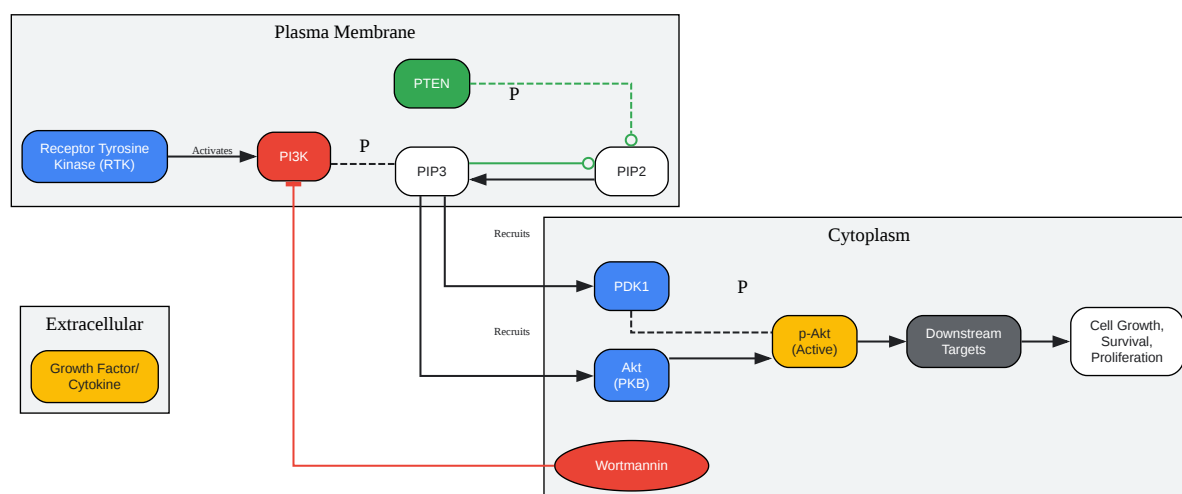 Plasma Membrane
PTEN
P
Receptor Tyrosine
Kinase (RTK)
Activates
PI3K
P
PIP3
PIP2
Recruits
Cytoplasm
PDK1
P
Extracellular
Growth Factor/
Cytokine
Recruits
Akt
(PKB)
p-Akt
(Active)
Downstream
Targets
Cell Growth,
Survival,
Proliferation
Wortmannin